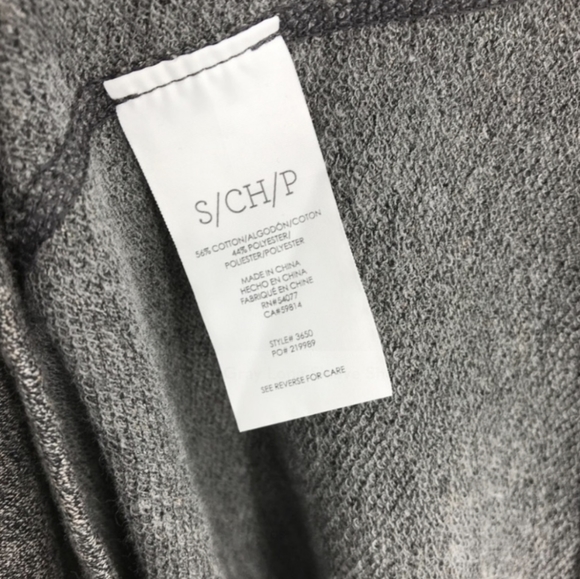 S/CH/P
56% COTTON/ALGODÓN/COTON
44% POLYESTER/
POLIESTER/POLYESTER
MADE IN CHINA
HECHO EN CHINA
FABRIQUÉ EN CHINE
RN#54077
CA#59814
STYLE# 3650
PO# 219989
SEE REVERSE FOR CARE